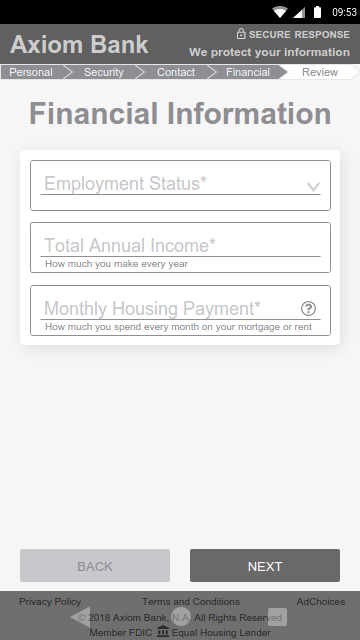 09:53
Axiom Bank
SECURE RESPONSE
We protect your information
Personal Security Contact Financial Review
Financial Information
Employment Status*
Total Annual Income*
How much you make every year
Monthly Housing Payment*
How much you spend every month on your mortgage or rent
BACK NEXT
Privacy Policy Terms and Conditions AdChoices
© 2018 Axiom Bank, N.A. All Rights Reserved
Member FDIC Equal Housing Lender